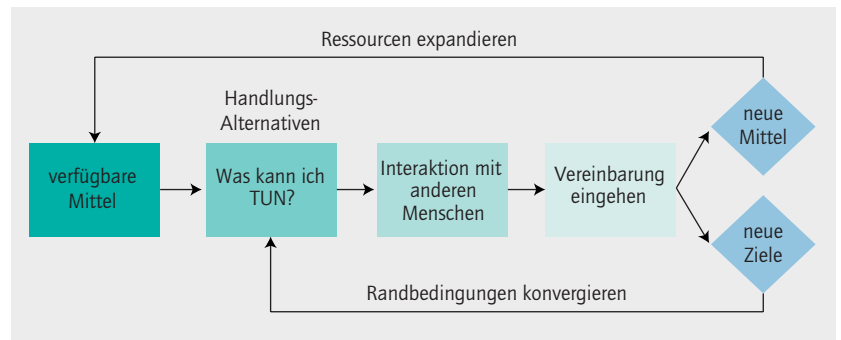 Ressourcen expandieren
Handlungs-
Alternativen
verfügbare
Mittel
Was kann ich
TUN?
Interaktion mit
anderen
Menschen
Vereinbarung
eingehen
neue
Mittel
neue
Ziele
Randbedingungen konvergieren